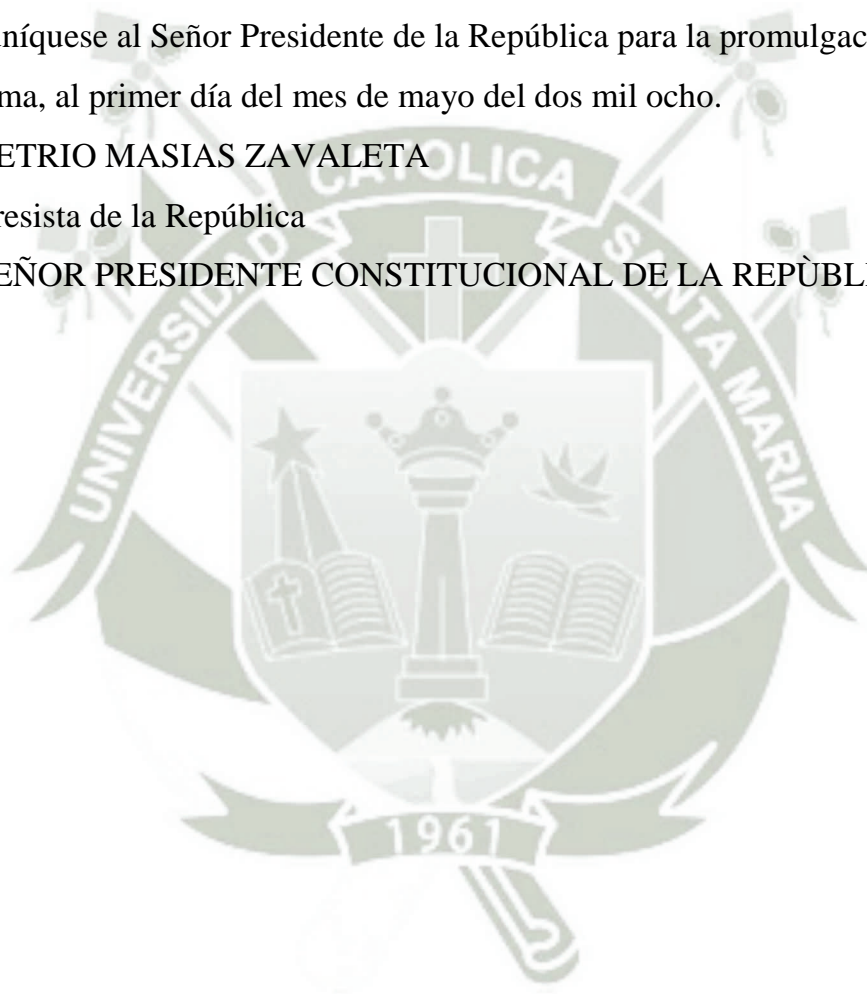 uníquese al Señor Presidente de la República para la promulgac
ma, al primer día del mes de mayo del dos mil ocho.
ETRIO MASIAS ZAVALETA
resista de la República
EÑOR PRESIDENTE CONSTITUCIONAL DE LA REPÙBL
UNIVERSIDAD CATOLICA SANTA MARIA
1961